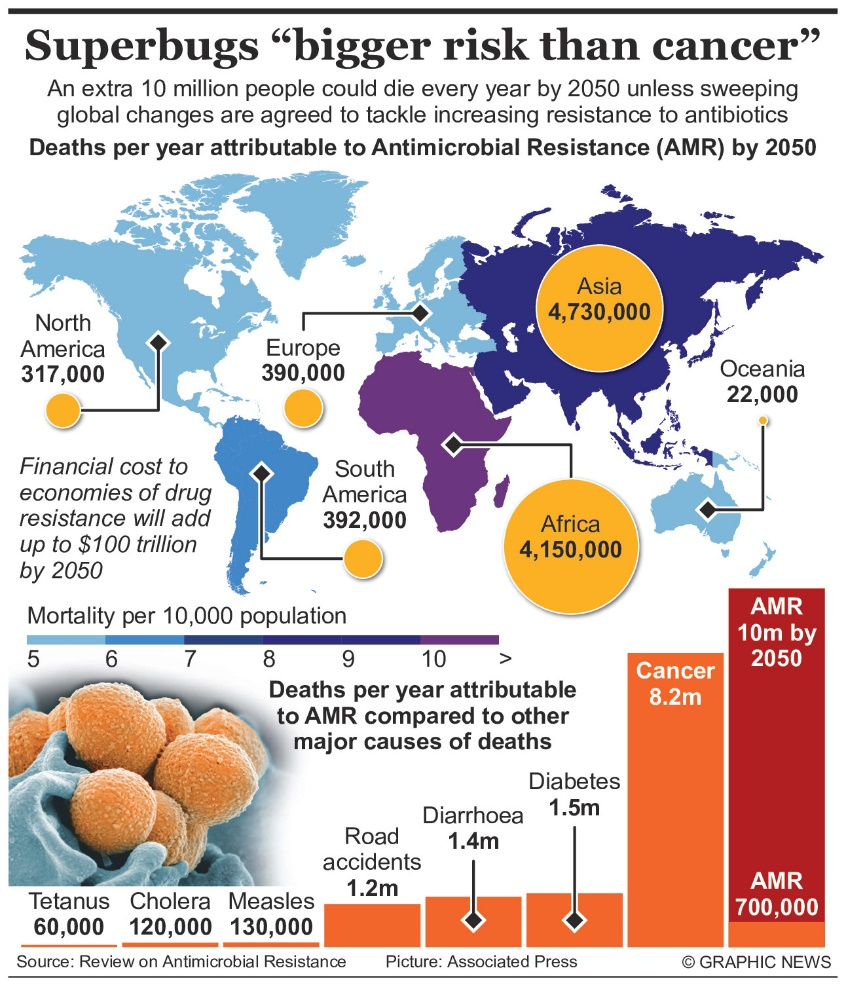 Superbugs “bigger risk than cancer”
An extra 10 million people could die every year by 2050 unless sweeping
global changes are agreed to tackle increasing resistance to antibiotics
Deaths per year attributable to Antimicrobial Resistance (AMR) by 2050
North
America
317,000
Europe
390,000
Asia
4,730,000
Oceania
22,000
South
America
392,000
Africa
4,150,000
Financial cost to
economies of drug
resistance will add
up to $100 trillion
by 2050
Mortality per 10,000 population
5 6 7 8 9 10 >
Deaths per year attributable
to AMR compared to other
major causes of deaths
Tetanus
60,000
Cholera
120,000
Measles
130,000
Road
accidents
1.2m
Diarrhoea
1.4m
Diabetes
1.5m
Cancer
8.2m
AMR
10m by
2050
AMR
700,000
Source: Review on Antimicrobial Resistance
Picture: Associated Press
© GRAPHIC NEWS